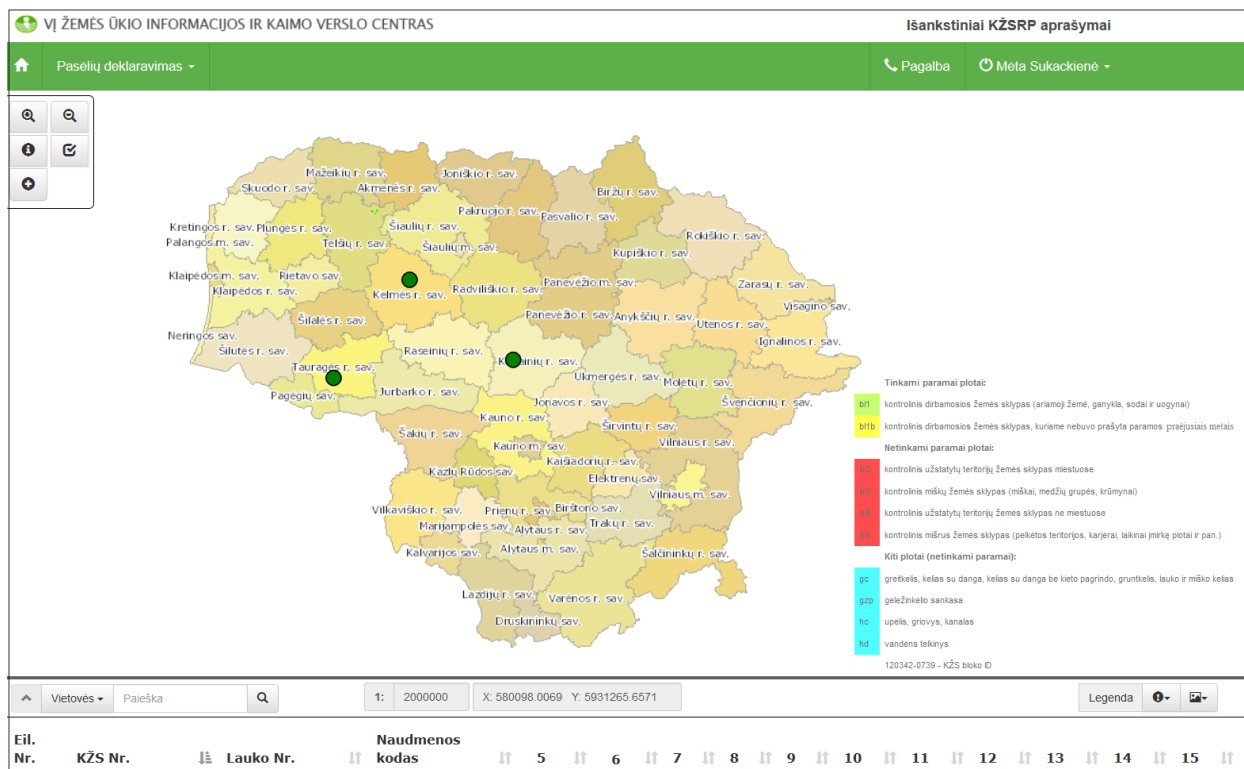 VĮ ŽEMĖS ŪKIO INFORMACIJOS IR KAIMO VERSLO CENTRAS
Išankstiniai KŽSRP aprašymai
Pasėlių deklaravimas
Pagalba
Mėta Sukackienė
Mažeikių r. sav.
Akmenės r. sav.
Joniškio r. sav.
Skuodo r. sav.
Biržų r. sav.
Pakruojo r. sav.
Pasvalio r. sav.
Kretingos r. sav.
Plungės r. sav.
Šiaulių r. sav.
Rokiškio r. sav.
Palangos m. sav.
Telšių r. sav.
Šiaulių m. sav.
Kupiškio r. sav.
Klaipėdos m. sav.
Rietavo sav.
Panevėžio m. sav.
Zarasų r. sav.
Klaipėdos r. sav.
Kelmės r. sav.
Radviliškio r. sav.
Visagino sav.
Šilalės r. sav.
Panevėžio r. sav.
Anykščių r. sav.
Utenos r. sav.
Neringos sav.
Ignalinos r. sav.
Šilutės r. sav.
Raseinių r. sav.
Tauragės r. sav.
Ukmergės r. sav.
Molėtų r. sav.
Pagėgių sav.
Jurbarko r. sav.
Jonavos r. sav.
Švenčionių r. sav.
Kauno r. sav.
Šakių r. sav.
Širvintų r. sav.
Kauno m. sav.
Vilniaus r. sav.
Kaišiadorių r. sav.
Kazlų Rūdos sav.
Elektrėnų sav.
Vilniaus m. sav.
Vilkaviškio r. sav.
Prienų r. sav.
Birštono sav.
Marijampolės sav.
Alytaus r. sav.
Trakų r. sav.
Kalvarijos sav.
Alytaus m. sav.
Šalčininkų r. sav.
Lazdijų r. sav.
Varėnos r. sav.
Druskininkų sav.
Tinkami paramai plotai:
bl1 kontrolinis dirbamosios žemės sklypas (ariamoji žemė, ganykla, sodai ir uogynai)
bl1b kontrolinis dirbamosios žemės sklypas, kuriame nebuvo prašyta paramos praėjusiais metais
Netinkami paramai plotai:
kontrolinis užstatytų teritorijų žemės sklypas miestuose
kontrolinis miškų žemės sklypas (miškai, medžių grupės, krūmynai)
kontrolinis užstatytų teritorijų žemės sklypas ne miestuose
kontrolinis mišrus žemės sklypas (pelkėtos teritorijos, karjerai, laikinai įmirkę plotai ir pan.)
Kiti plotai (netinkami paramai):
gc greitkelis, kelias su danga, kelias su danga be kieto pagrindo, gruntkelis, lauko ir miško kelias
gzp geležinkelio sankasa
hc upelis, griovys, kanalas
hd vandens telkinys
120342-0739 - KŽS bloko ID
Vietovės Paieška 1: 2000000 X: 580098.0069 Y: 5931265.6571 Legenda
Eil. Nr. KŽS Nr. Lauko Nr. Naudmenos kodas 5 6 7 8 9 10 11 12 13 14 15